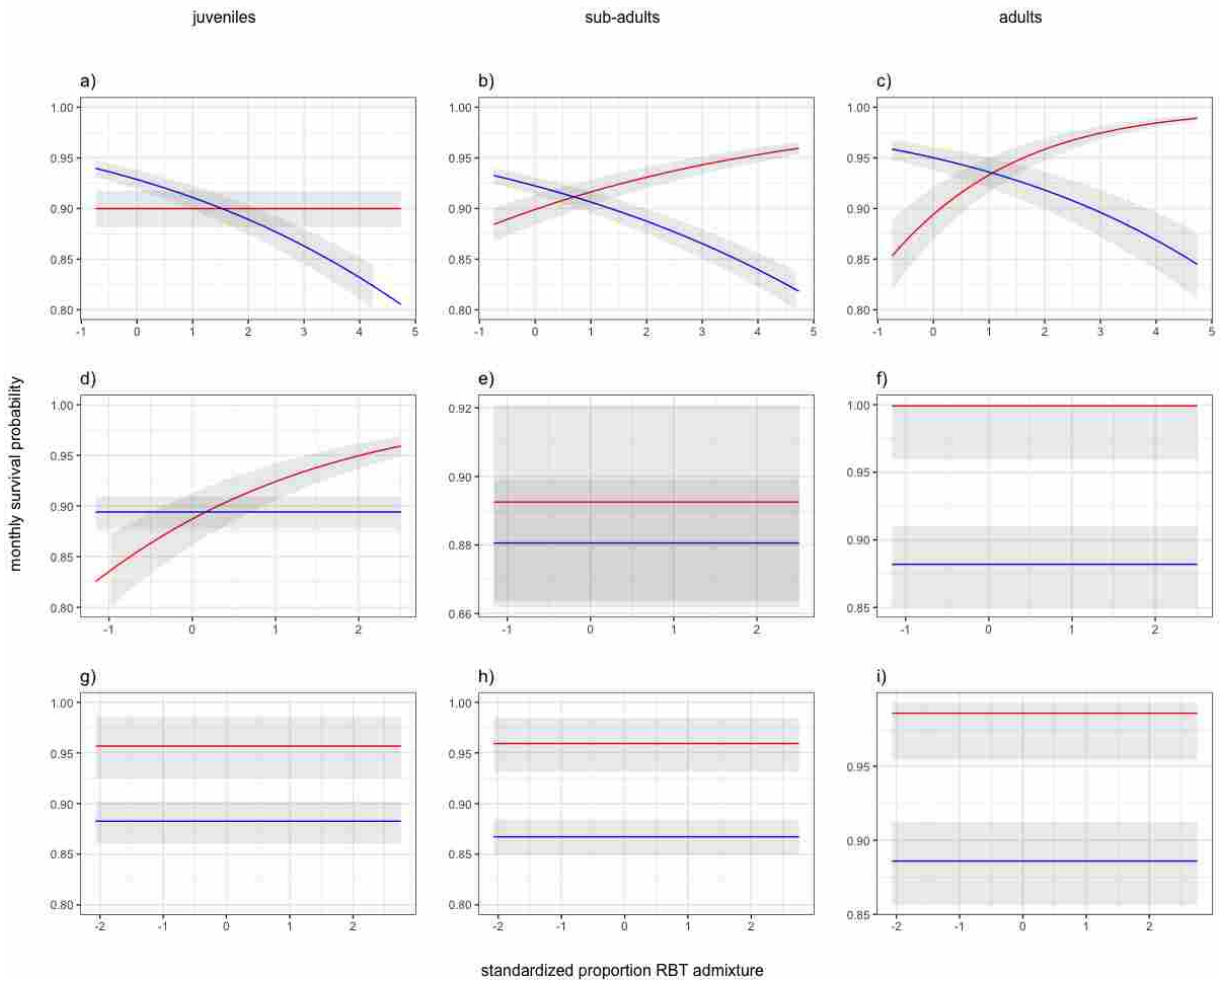 juveniles sub-adults adults
a) b) c)
1.00 1.00 1.00
0.95 0.95 0.95
0.90 0.90 0.90
0.85 0.85 0.85
0.80 0.80 0.80
-1 0 1 2 3 4 5 -1 0 1 2 3 4 5 -1 0 1 2 3 4 5
monthly survival probability
d) e) f)
1.00 0.92 1.00
0.95 0.90 0.95
0.90 0.88 0.90
0.85 0.66 0.85
0.80
-1 0 1 2 -1 0 1 2 -1 0 1 2
g) h) i)
1.00 1.00 0.95
0.95 0.95 0.90
0.90 0.90 0.85
0.85 0.85
0.80 0.80
-2 -1 0 1 2 -2 -1 0 1 2 -2 -1 0 1 2
standardized proportion RBT admixture